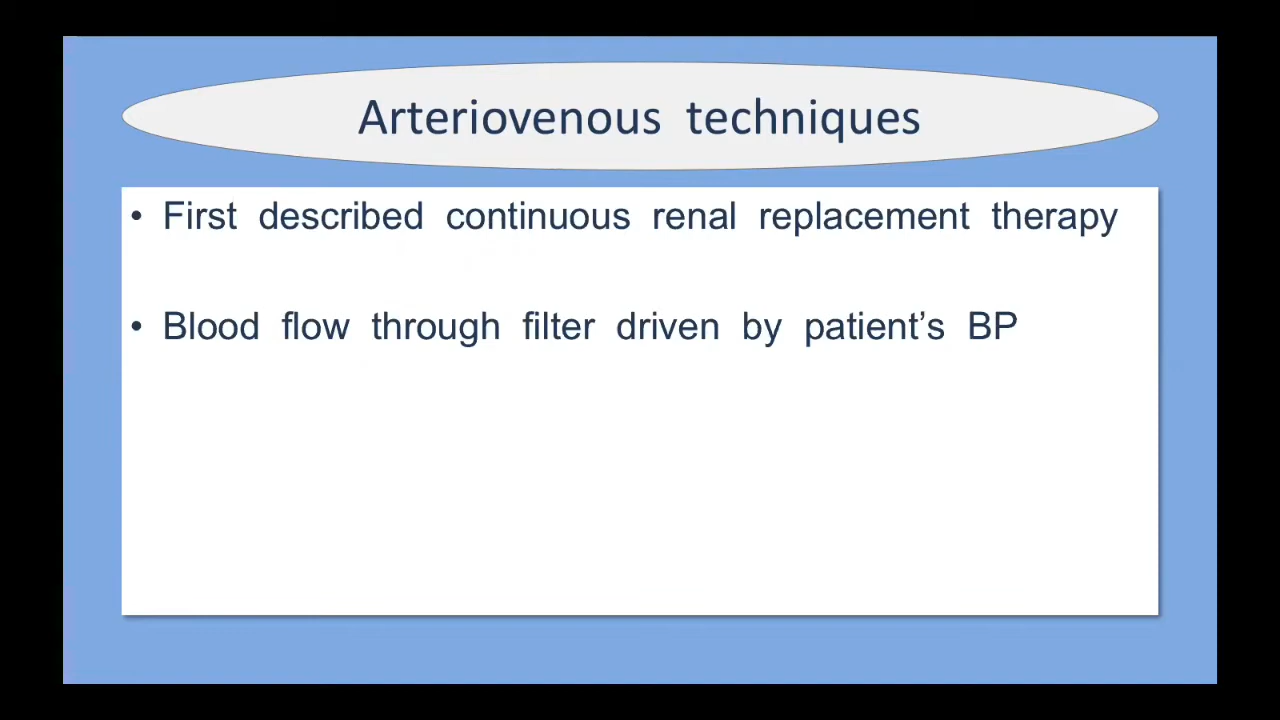 Arteriovenous techniques
• First described continuous renal replacement therapy
• Blood flow through filter driven by patient’s BP